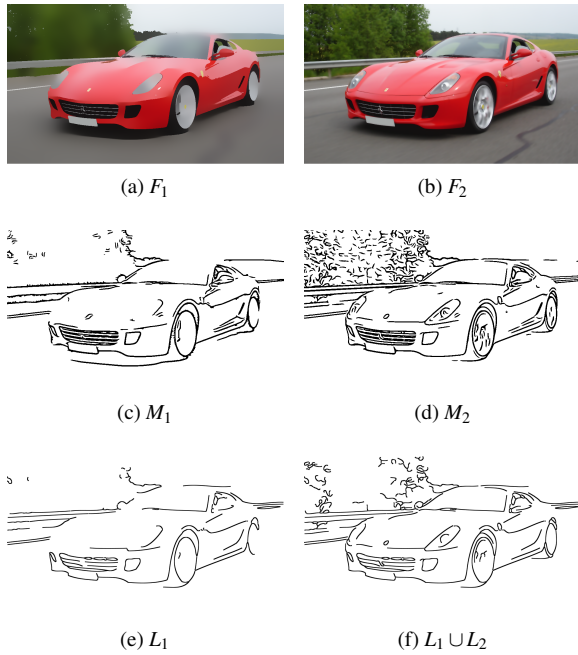 (a) F₁
(b) F₂
(c) M₁
(d) M₂
(e) L₁
(f) L₁ ∪ L₂